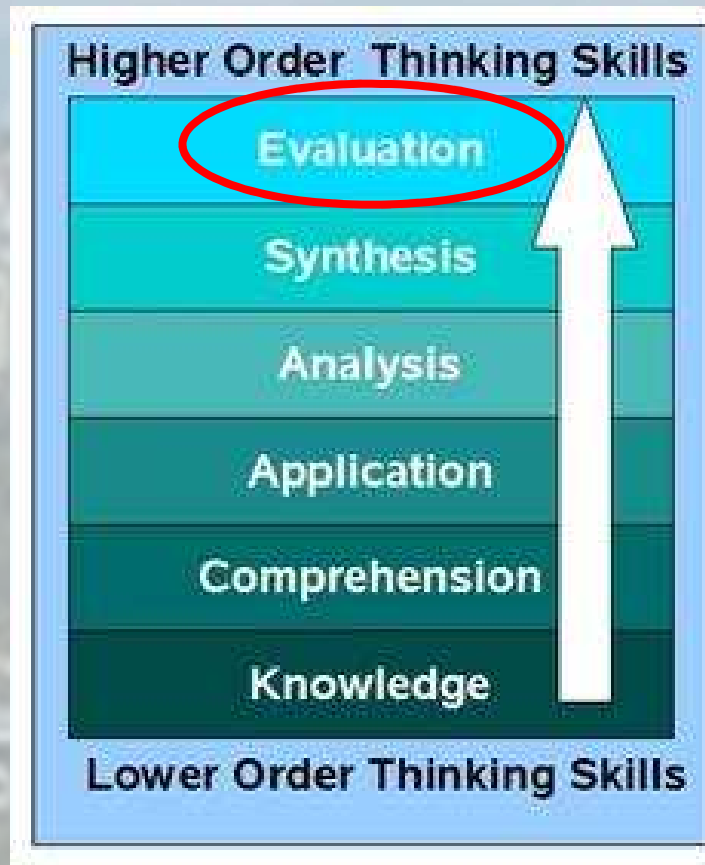 Higher Order Thinking Skills
Evaluation
Synthesis
Analysis
Application
Comprehension
Knowledge
Lower Order Thinking Skills